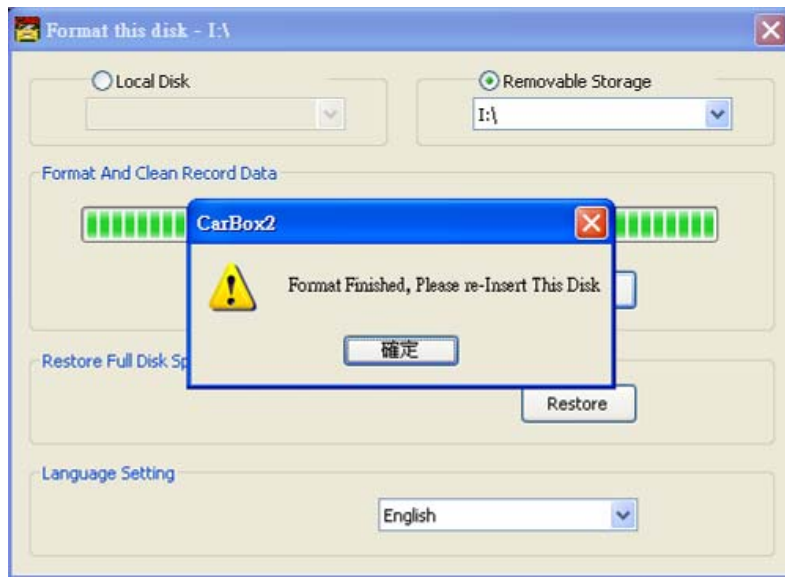 Format this disk - I:\
Local Disk
Removable Storage
I:\
Format And Clean Record Data
CarBox2
Format Finished, Please re-Insert This Disk
確定
Restore Full Disk Sp
Restore
Language Setting
English